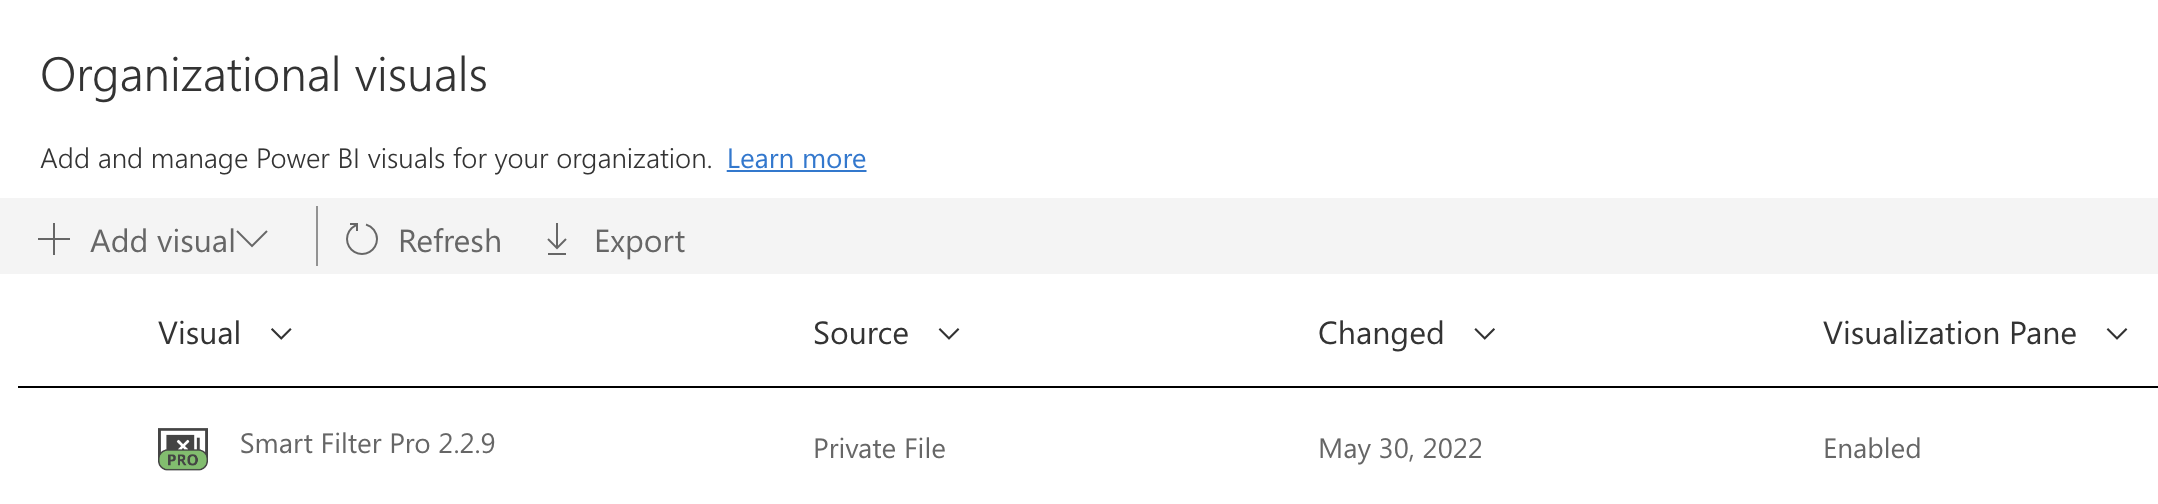 Organizational visuals
Add and manage Power BI visuals for your organization. Learn more
Add visual Refresh Export
Visual Source Changed Visualization Pane
PRO Smart Filter Pro 2.2.9 Private File May 30, 2022 Enabled